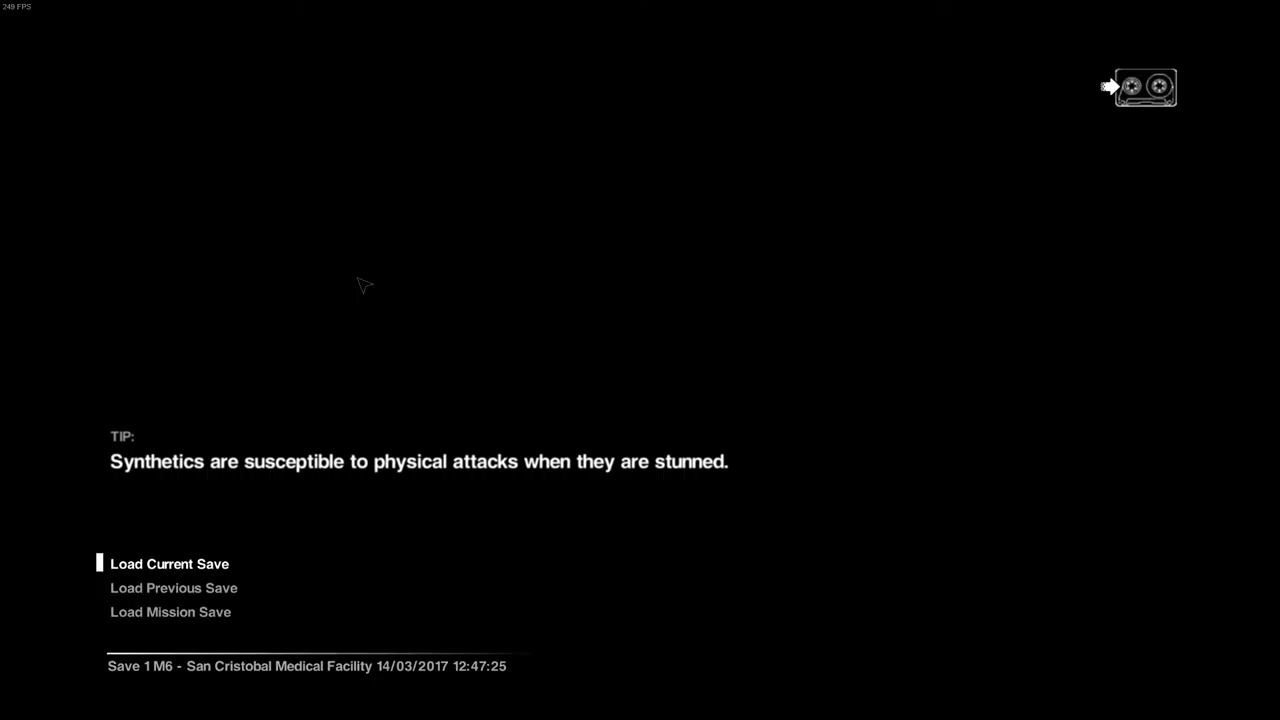 249 FPS
TIP:
Synthetics are susceptible to physical attacks when they are stunned.
Load Current Save
Load Previous Save
Load Mission Save
Save 1 M6 - San Cristobal Medical Facility 14/03/2017 12:47:25